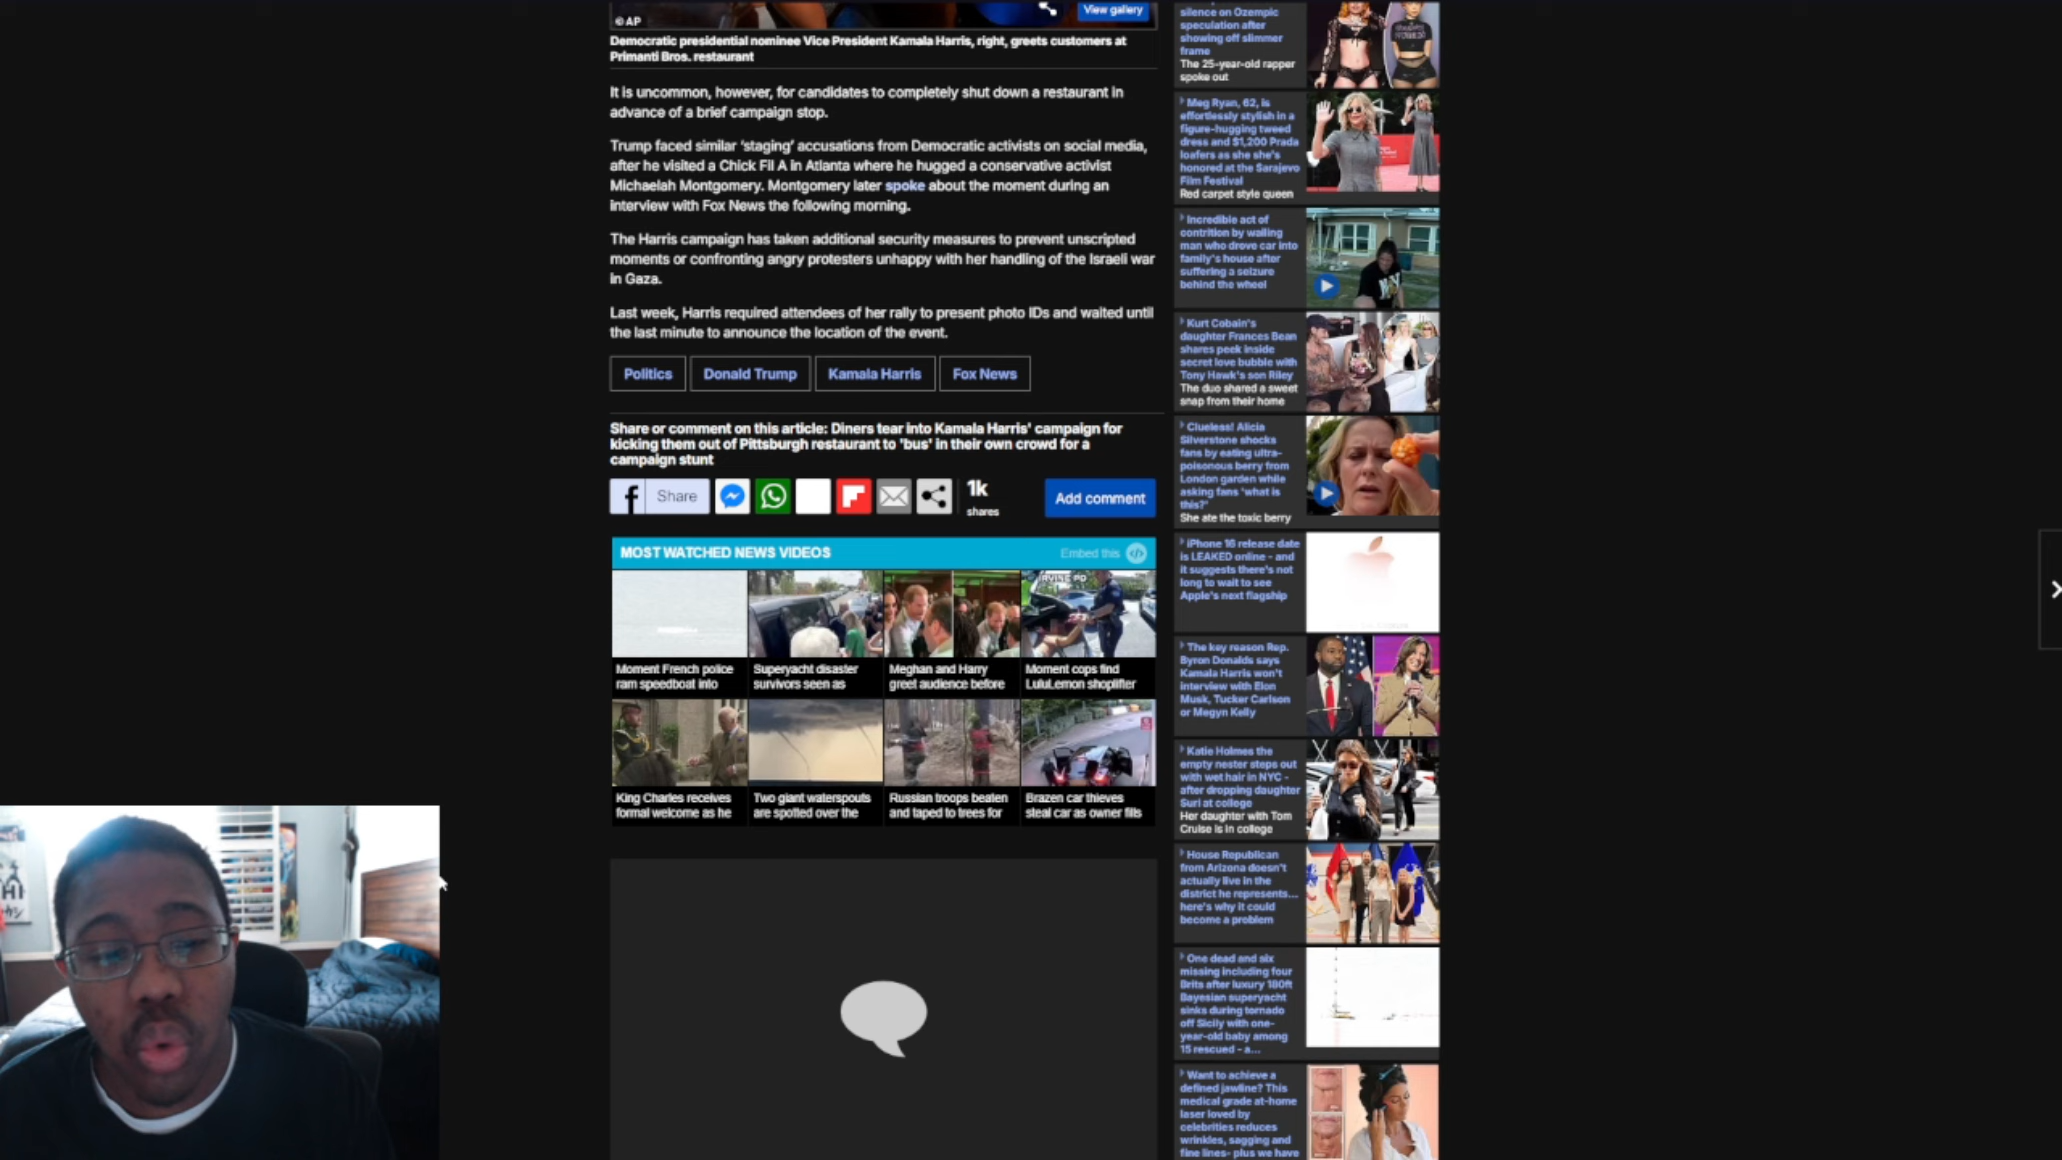 © AP
View gallery
Democratic presidential nominee Vice President Kamala Harris, right, greets customers at
Primanti Bros. restaurant
It is uncommon, however, for candidates to completely shut down a restaurant in
advance of a brief campaign stop.
Trump faced similar 'staging' accusations from Democratic activists on social media,
after he visited a Chick Fil A in Atlanta where he hugged a conservative activist
Michaelah Montgomery. Montgomery later spoke about the moment during an
interview with Fox News the following morning.
The Harris campaign has taken additional security measures to prevent unscripted
moments or confronting angry protesters unhappy with her handling of the Israeli war
in Gaza.
Last week, Harris required attendees of her rally to present photo IDs and waited until
the last minute to announce the location of the event.
Politics
Donald Trump
Kamala Harris
Fox News
Share or comment on this article: Diners tear into Kamala Harris' campaign for
kicking them out of Pittsburgh restaurant to 'bus' in their own crowd for a
campaign stunt
Share
1k
shares
Add comment
MOST WATCHED NEWS VIDEOS
Embed this
IRVINE PD
Moment French police
ram speedboat into
Superyacht disaster
survivors seen as
Meghan and Harry
greet audience before
Moment cops find
LuluLemon shoplifter
King Charles receives
formal welcome as he
Two giant waterspouts
are spotted over the
Russian troops beaten
and taped to trees for
Brazen car thieves
steal car as owner fills
silence on Ozempic
speculation after
showing off slimmer
frame
The 25-year-old rapper
spoke out
Meg Ryan, 62, is
effortlessly stylish in a
figure-hugging tweed
dress and $1,200 Prada
loafers as she she's
honored at the Sarajevo
Film Festival
Red carpet style queen
Incredible act of
contrition by wailing
man who drove car into
family's house after
suffering a seizure
behind the wheel
Kurt Cobain's
daughter Frances Bean
shares peek inside
secret love bubble with
Tony Hawk's son Riley
The duo shared a sweet
snap from their home
Clueless! Alicia
Silverstone shocks
fans by eating ultra-
poisonous berry from
London garden while
asking fans 'what is
this?'
She ate the toxic berry
iPhone 16 release date
is LEAKED online - and
it suggests there's not
long to wait to see
Apple's next flagship
The key reason Rep.
Byron Donalds says
Kamala Harris won't
interview with Elon
Musk, Tucker Carlson
or Megyn Kelly
Katie Holmes the
empty nester steps out
with wet hair in NYC -
after dropping daughter
Suri at college
Her daughter with Tom
Cruise is in college
House Republican
from Arizona doesn't
actually live in the
district he represents...
here's why it could
become a problem
One dead and six
missing including four
Brits after luxury 180ft
Bayesian superyacht
sinks during tornado
off Sicily with one-
year-old baby among
15 rescued - a...
Want to achieve a
defined jawline? This
medical grade at-home
laser loved by
celebrities reduces
wrinkles, sagging and
fine lines- plus we have